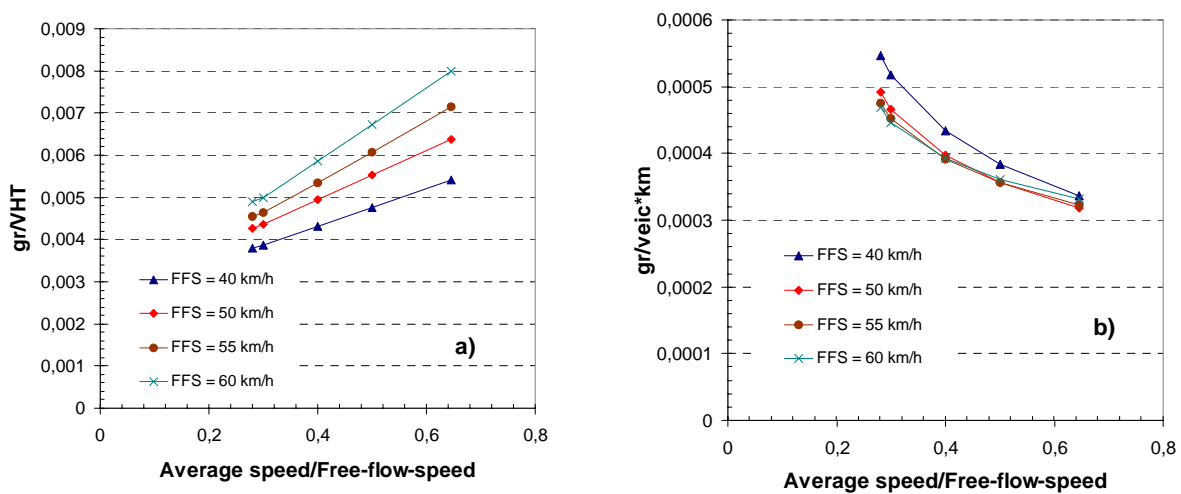 0,009
0,008
0,007
0,006
0,005
0,004
0,003
0,002
0,001
0
gr/VHT
FFS = 40 km/h
FFS = 50 km/h
FFS = 55 km/h
FFS = 60 km/h
a)
0 0,2 0,4 0,6 0,8
Average speed/Free-flow-speed
0,0006
0,0005
0,0004
0,0003
0,0002
0,0001
0
gr/veic*km
FFS = 40 km/h
FFS = 50 km/h
FFS = 55 km/h
FFS = 60 km/h
b)
0 0,2 0,4 0,6 0,8
Average speed/Free-flow-speed